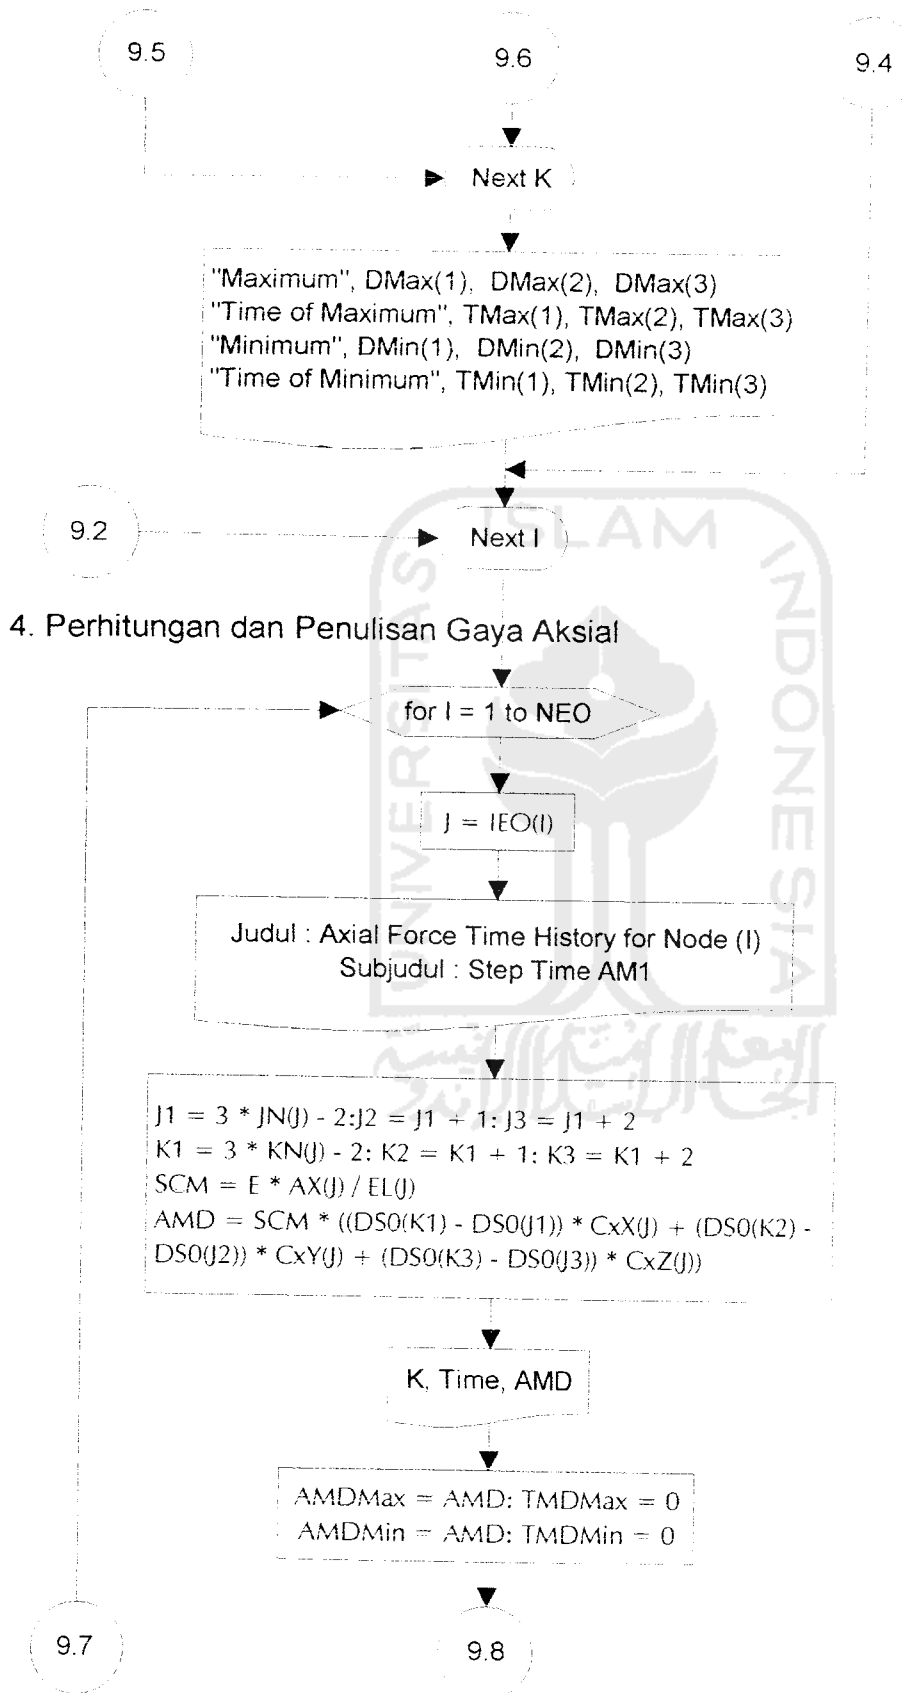 9.5
9.6
9.4
Next K
"Maximum", DMax(1), DMax(2), DMax(3)
"Time of Maximum", TMax(1), TMax(2), TMax(3)
"Minimum", DMin(1), DMin(2), DMin(3)
"Time of Minimum", TMin(1), TMin(2), TMin(3)
9.2
Next I
4. Perhitungan dan Penulisan Gaya Aksial
for I = 1 to NEO
J = IEO(I)
Judul : Axial Force Time History for Node (I)
Subjudul : Step Time AM1
J1 = 3 * JN(J) - 2:J2 = J1 + 1: J3 = J1 + 2
K1 = 3 * KN(J) - 2: K2 = K1 + 1: K3 = K1 + 2
SCM = E * AX(J) / EL(J)
AMD = SCM * ((DS0(K1) - DS0(J1)) * CxX(J) + (DS0(K2) -
DS0(J2)) * CxY(J) + (DS0(K3) - DS0(J3)) * CxZ(J))
K, Time, AMD
AMDMax = AMD: TMDMax = 0
AMDMin = AMD: TMDMin = 0
9.7
9.8
UNIVERSITAS
ISLAM
INDONESIA